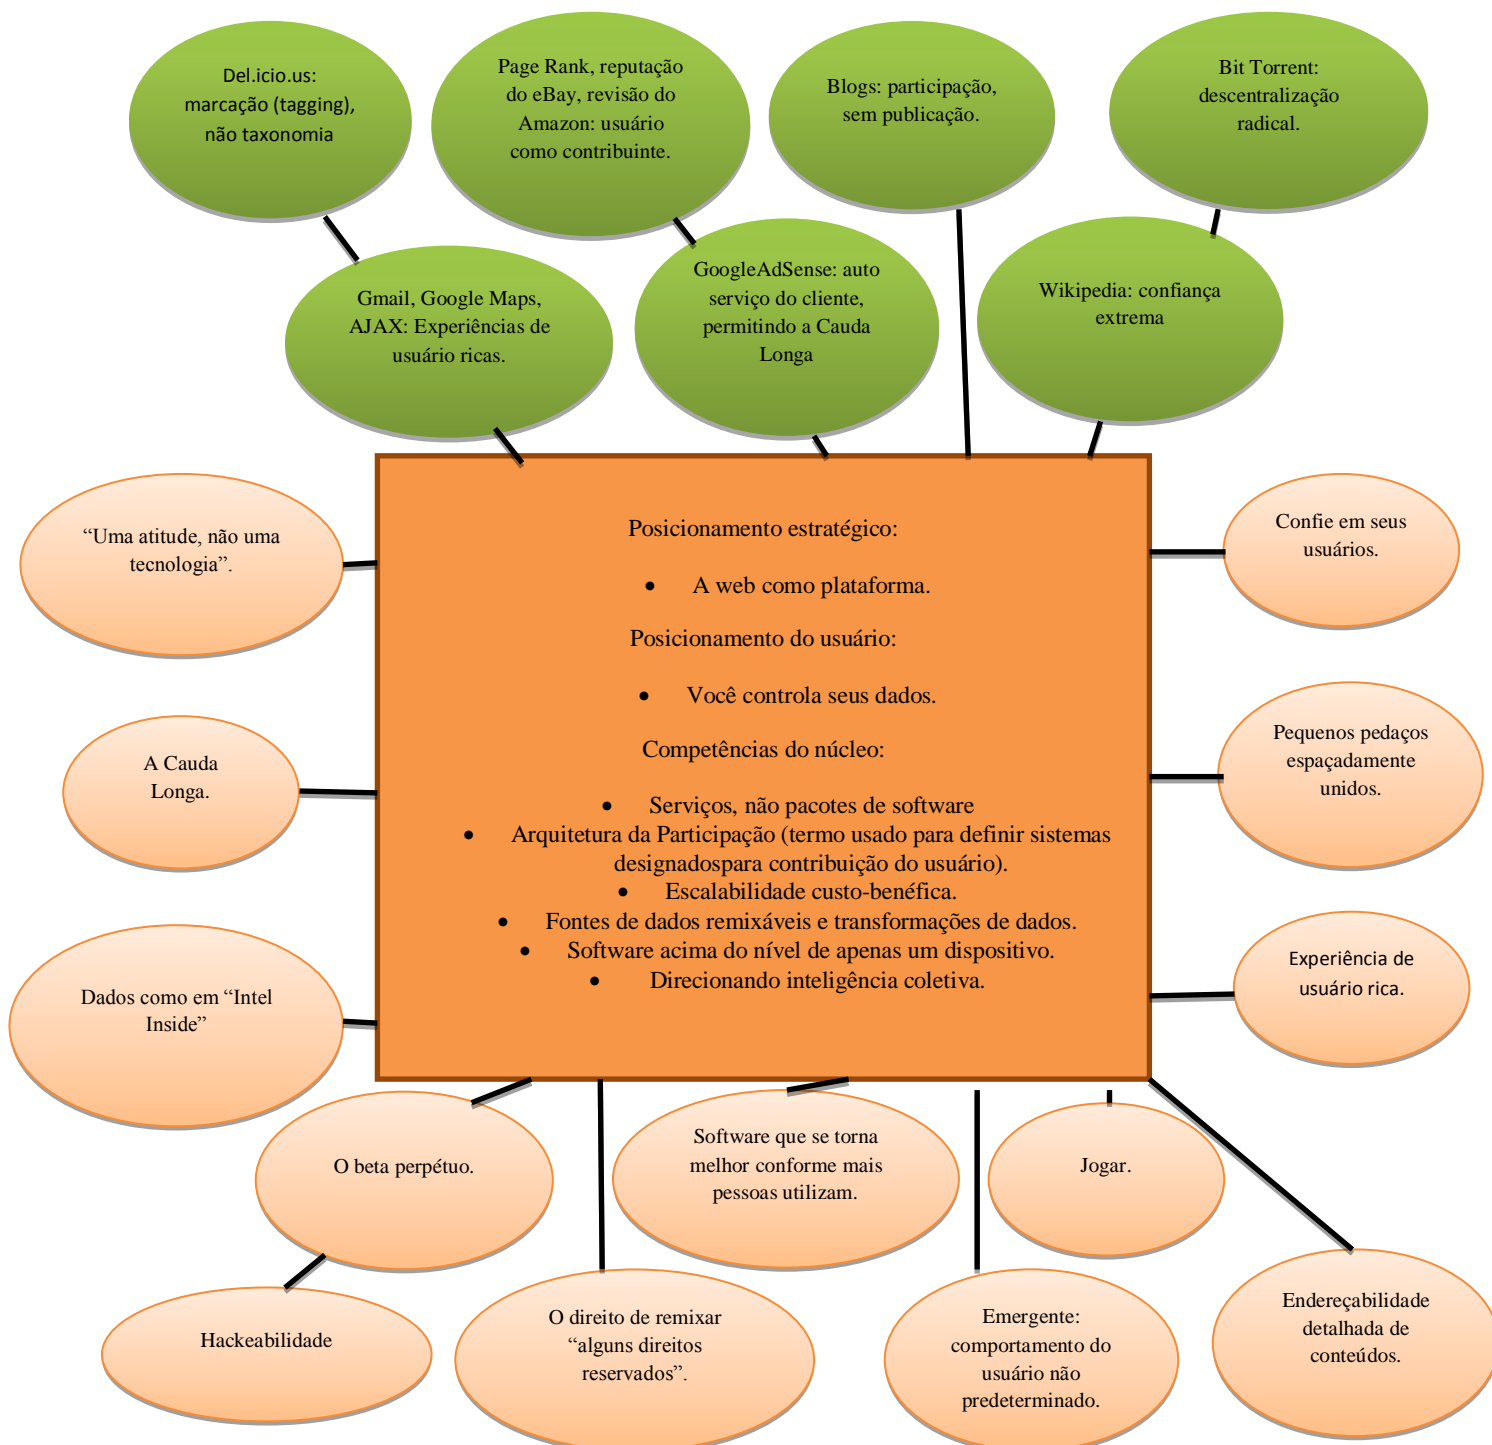 Del.icio.us:
marcação (tagging),
não taxonomia
Page Rank, reputação
do eBay, revisão do
Amazon: usuário
como contribuinte.
Blogs: participação,
sem publicação.
Bit Torrent:
descentralização
radical.
Gmail, Google Maps,
AJAX: Experiências de
usuário ricas.
GoogleAdSense: auto
serviço do cliente,
permitindo a Cauda
Longa
Wikipedia: confiança
extrema
“Uma atitude, não uma
tecnologia”.
A Cauda
Longa.
Dados como em “Intel
Inside”
Posicionamento estratégico:
• A web como plataforma.
Posicionamento do usuário:
• Você controla seus dados.
Competências do núcleo:
• Serviços, não pacotes de software
• Arquitetura da Participação (termo usado para definir sistemas
designadospara contribuição do usuário).
• Escalabilidade custo-benéfica.
• Fontes de dados remixáveis e transformações de dados.
• Software acima do nível de apenas um dispositivo.
• Direcionando inteligência coletiva.
Confie em seus
usuários.
Pequenos pedaços
espaçadamente
unidos.
Experiência de
usuário rica.
O beta perpétuo.
Software que se torna
melhor conforme mais
pessoas utilizam.
Jogar.
Hackeabilidade
O direito de remixar
“alguns direitos
reservados”.
Emergente:
comportamento do
usuário não
predeterminado.
Endereçabilidade
detalhada de
conteúdos.